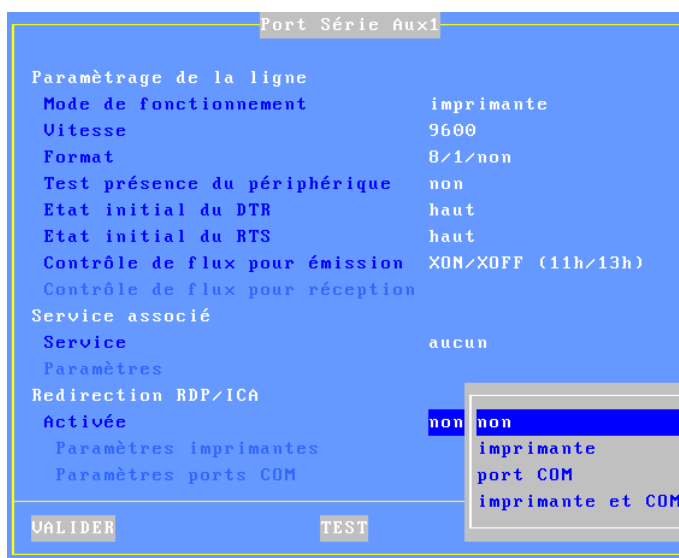 Port Série Aux1
Paramètrage de la ligne
Mode de fonctionnement imprimante
Vitesse 9600
Format 8/1/non
Test présence du périphérique non
Etat initial du DTR haut
Etat initial du RTS haut
Contrôle de flux pour émission XON/XOFF (11h/13h)
Contrôle de flux pour réception
Service associé
Service aucun
Paramètres
Redirection RDP/ICA
Activée non non
Paramètres imprimantes imprimante
Paramètres ports COM port COM
imprimante et COM
VALIDER TEST